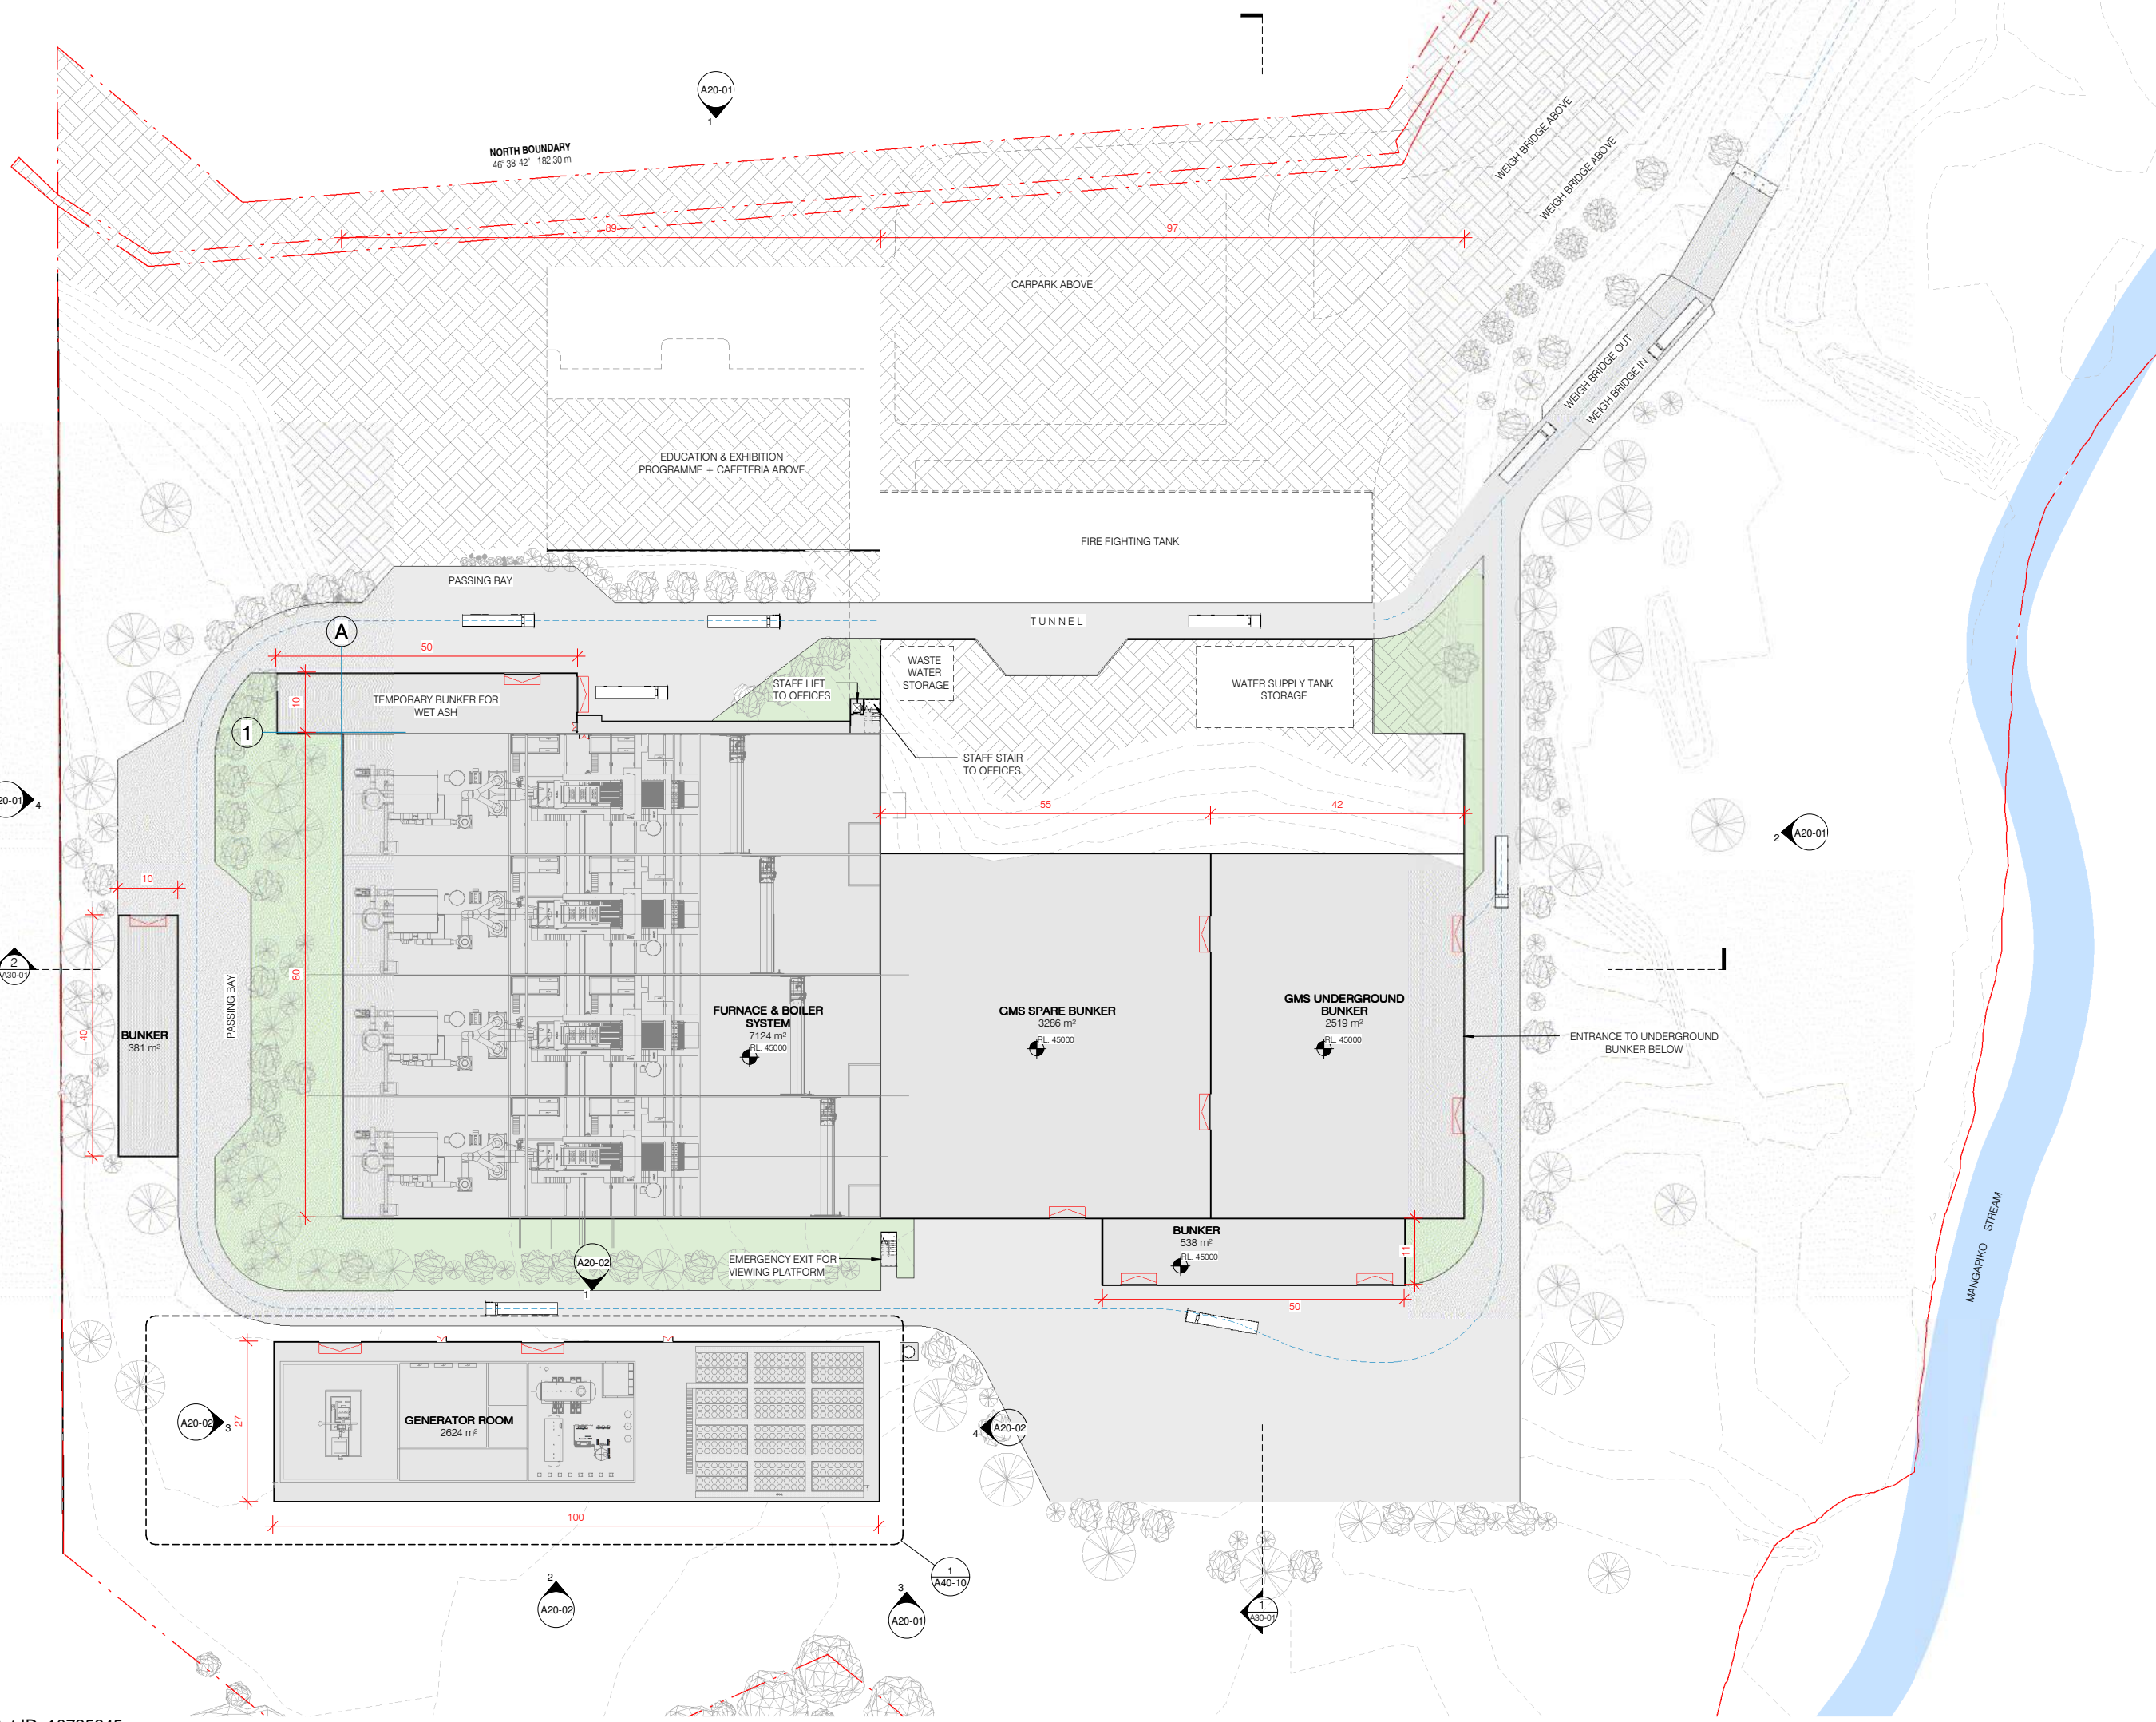 A20-01
1
NORTH BOUNDARY
46° 38' 42" 182.30 m
WEIGH BRIDGE ABOVE
WEIGH BRIDGE ABOVE
89
97
CARPARK ABOVE
WEIGH BRIDGE OUT
WEIGH BRIDGE IN
EDUCATION & EXHIBITION
PROGRAMME + CAFETERIA ABOVE
FIRE FIGHTING TANK
PASSING BAY
TUNNEL
A
50
WASTE
WATER
STORAGE
STAFF LIFT
TO OFFICES
WATER SUPPLY TANK
STORAGE
10
TEMPORARY BUNKER FOR
WET ASH
1
STAFF STAIR
TO OFFICES
20-01
4
55
42
2
A20-01
10
2
A30-01
PASSING BAY
80
40
BUNKER
381 m²
FURNACE & BOILER
SYSTEM
7124 m²
RL. 45000
GMS SPARE BUNKER
3286 m²
RL. 45000
GMS UNDERGROUND
BUNKER
2519 m²
RL. 45000
ENTRANCE TO UNDERGROUND
BUNKER BELOW
MANGAPIKO STREAM
BUNKER
538 m²
RL. 45000
11
EMERGENCY EXIT FOR
VIEWING PLATFORM
A20-02
1
50
27
A20-02
3
GENERATOR ROOM
2624 m²
4
A20-02
100
1
A40-10
2
A20-02
3
A20-01
1
A30-01